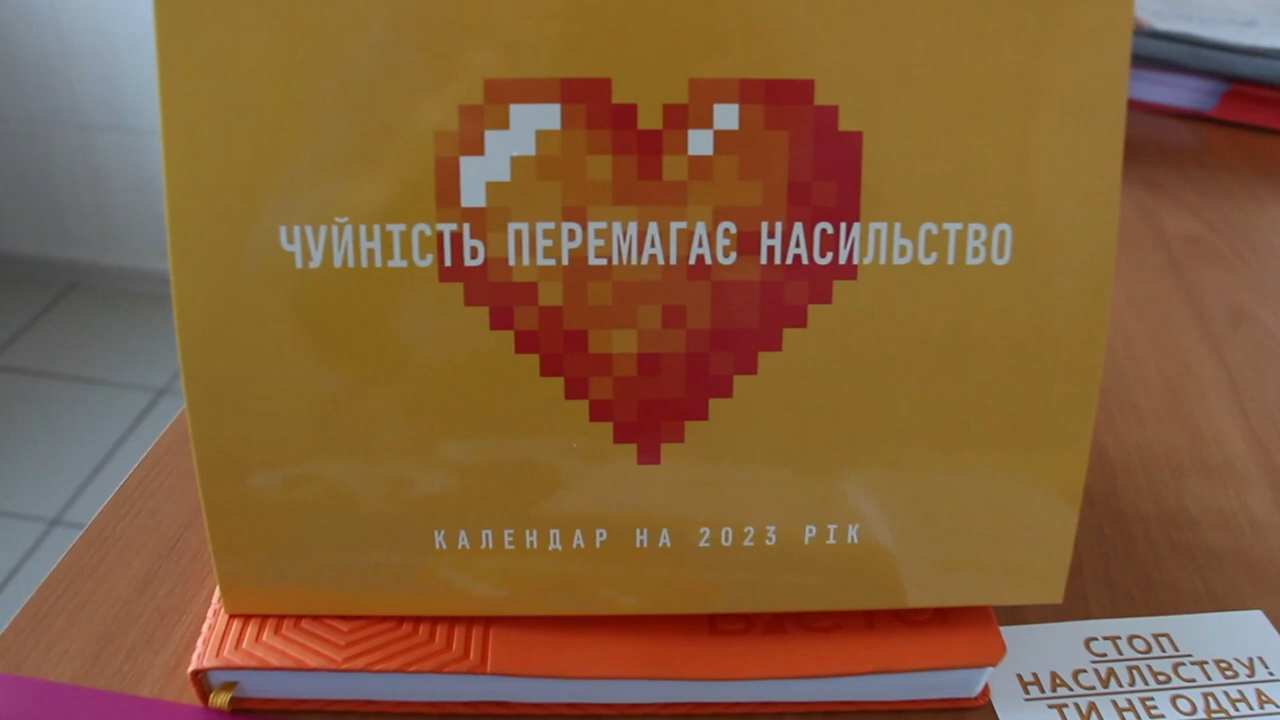 ЧУЙНІСТЬ ПЕРЕМАГАЄ НАСИЛЬСТВО
КАЛЕНДАР НА 2023 РІК
СТОП
НАСИЛЬСТВУ!
ТИ НЕ ОДНА